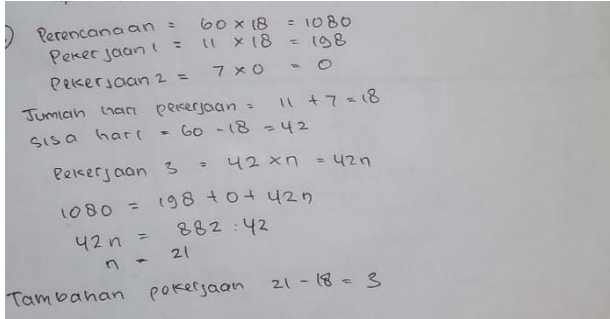 Perencanaan = 60 × 18 = 1080
Pekerjaan 1 = 11 × 18 = 198
Pekerjaan 2 = 7 × 0 = 0
Jumlah hari pekerjaan = 11 + 7 = 18
Sisa hari = 60 - 18 = 42
Pekerjaan 3 = 42 × n = 42n
1080 = 198 + 0 + 42n
42n = 882 : 42
n = 21
Tambahan pekerjaan 21 - 18 = 3